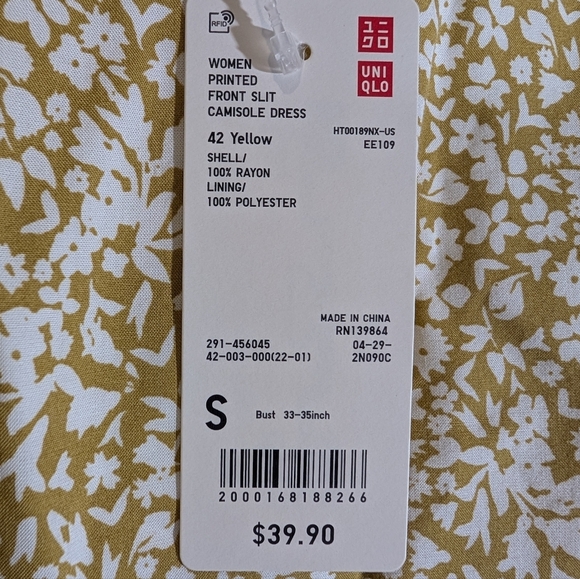 RFID
ユニ
クロ
UNI
QLO
WOMEN
PRINTED
FRONT SLIT
CAMISOLE DRESS
42 Yellow
HT00189NX-US
EE109
SHELL/
100% RAYON
LINING/
100% POLYESTER
MADE IN CHINA
RN139864
291-456045
04-29-
42-003-000(22-01)
2N090C
S
Bust 33-35inch
2000168188266
$39.90